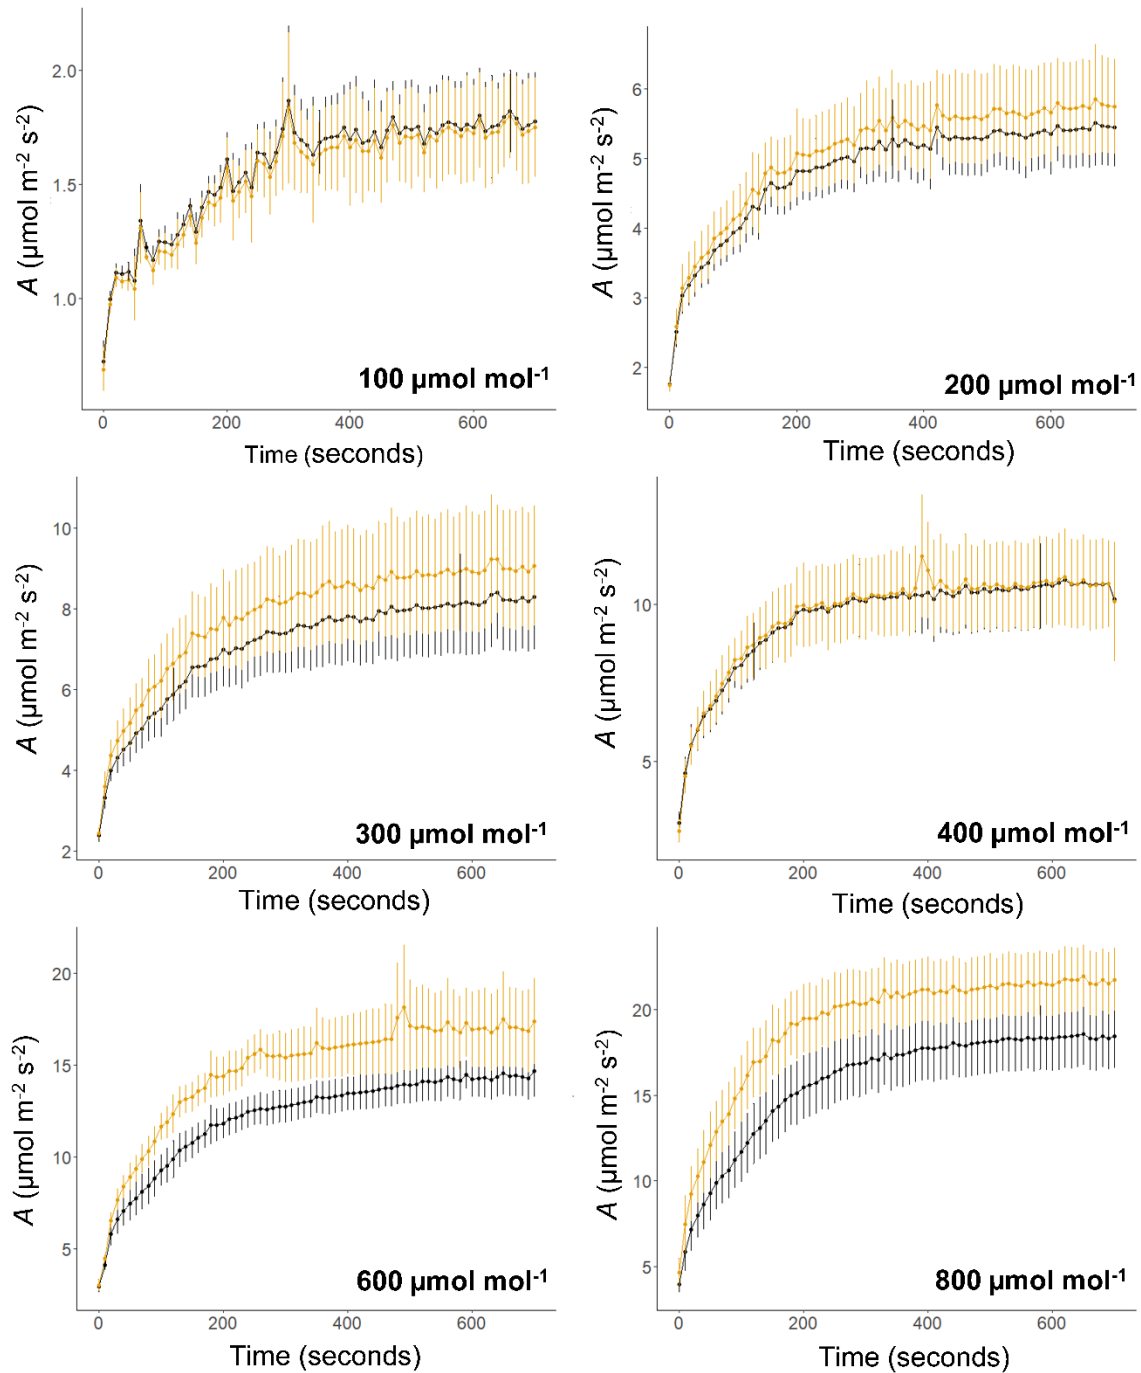 2.0
1.5
1.0
A (µmol m-2 s-2)
100 µmol mol-1
0 200 400 600
Time (seconds)
6
5
4
3
2
A (µmol m-2 s-2)
200 µmol mol-1
0 200 400 600
Time (seconds)
10
8
6
4
2
A (µmol m-2 s-2)
300 µmol mol-1
0 200 400 600
Time (seconds)
10
5
A (µmol m-2 s-2)
400 µmol mol-1
0 200 400 600
Time (seconds)
20
15
10
5
A (µmol m-2 s-2)
600 µmol mol-1
0 200 400 600
Time (seconds)
20
15
10
5
A (µmol m-2 s-2)
800 µmol mol-1
0 200 400 600
Time (seconds)